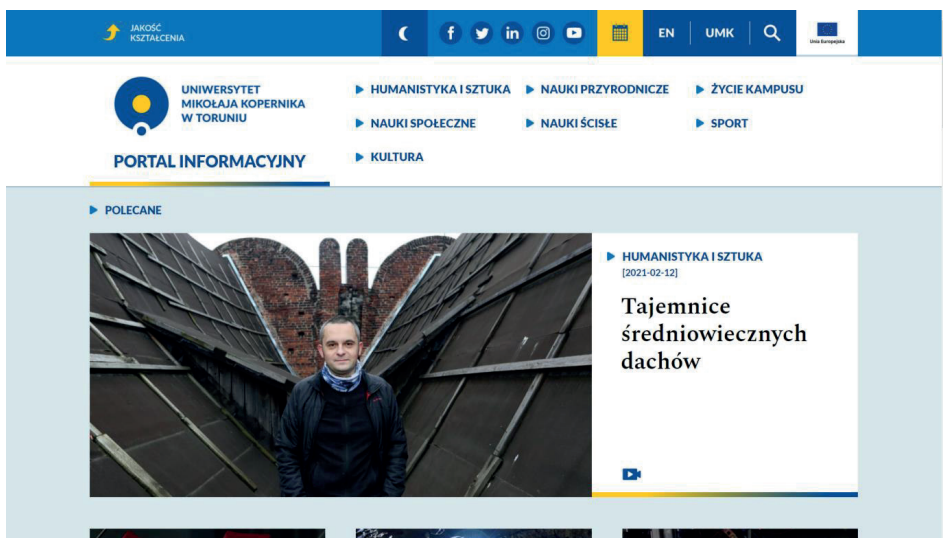 JAKOŚĆ
KSZTAŁCENIA
EN
UMK
Unia Europejska
UNIWERSYTET
MIKOŁAJA KOPERNIKA
W TORUNIU
PORTAL INFORMACYJNY
HUMANISTYKA I SZTUKA
NAUKI PRZYRODNICZE
ŻYCIE KAMPUSU
NAUKI SPOŁECZNE
NAUKI ŚCISŁE
SPORT
KULTURA
POLECANE
HUMANISTYKA I SZTUKA
[2021-02-12]
Tajemnice
średniowiecznych
dachów